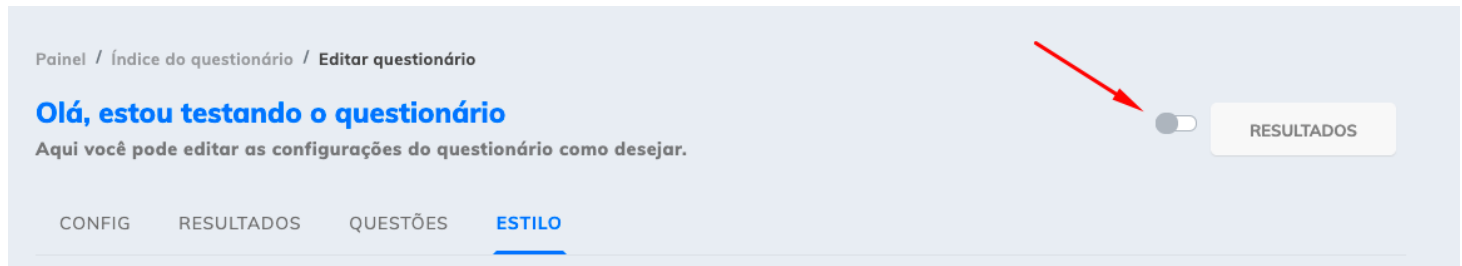 Painel / Índice do questionário / Editar questionário
Olá, estou testando o questionário
Aqui você pode editar as configurações do questionário como desejar.
RESULTADOS
CONFIG RESULTADOS QUESTÕES ESTILO